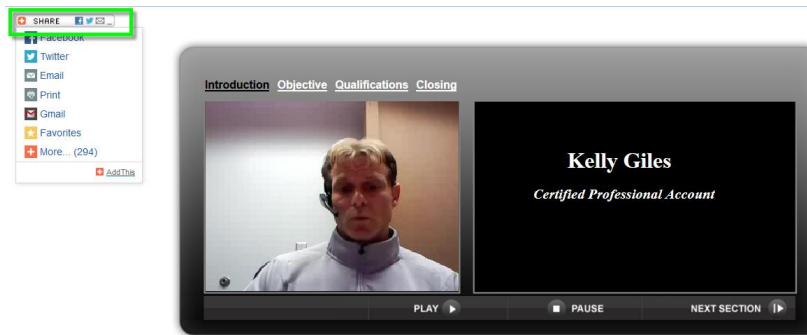 SHARE
Facebook
Twitter
Email
Print
Gmail
Favorites
More... (294)
AddThis
Introduction Objective Qualifications Closing
Kelly Giles
Certified Professional Account
PLAY PAUSE NEXT SECTION